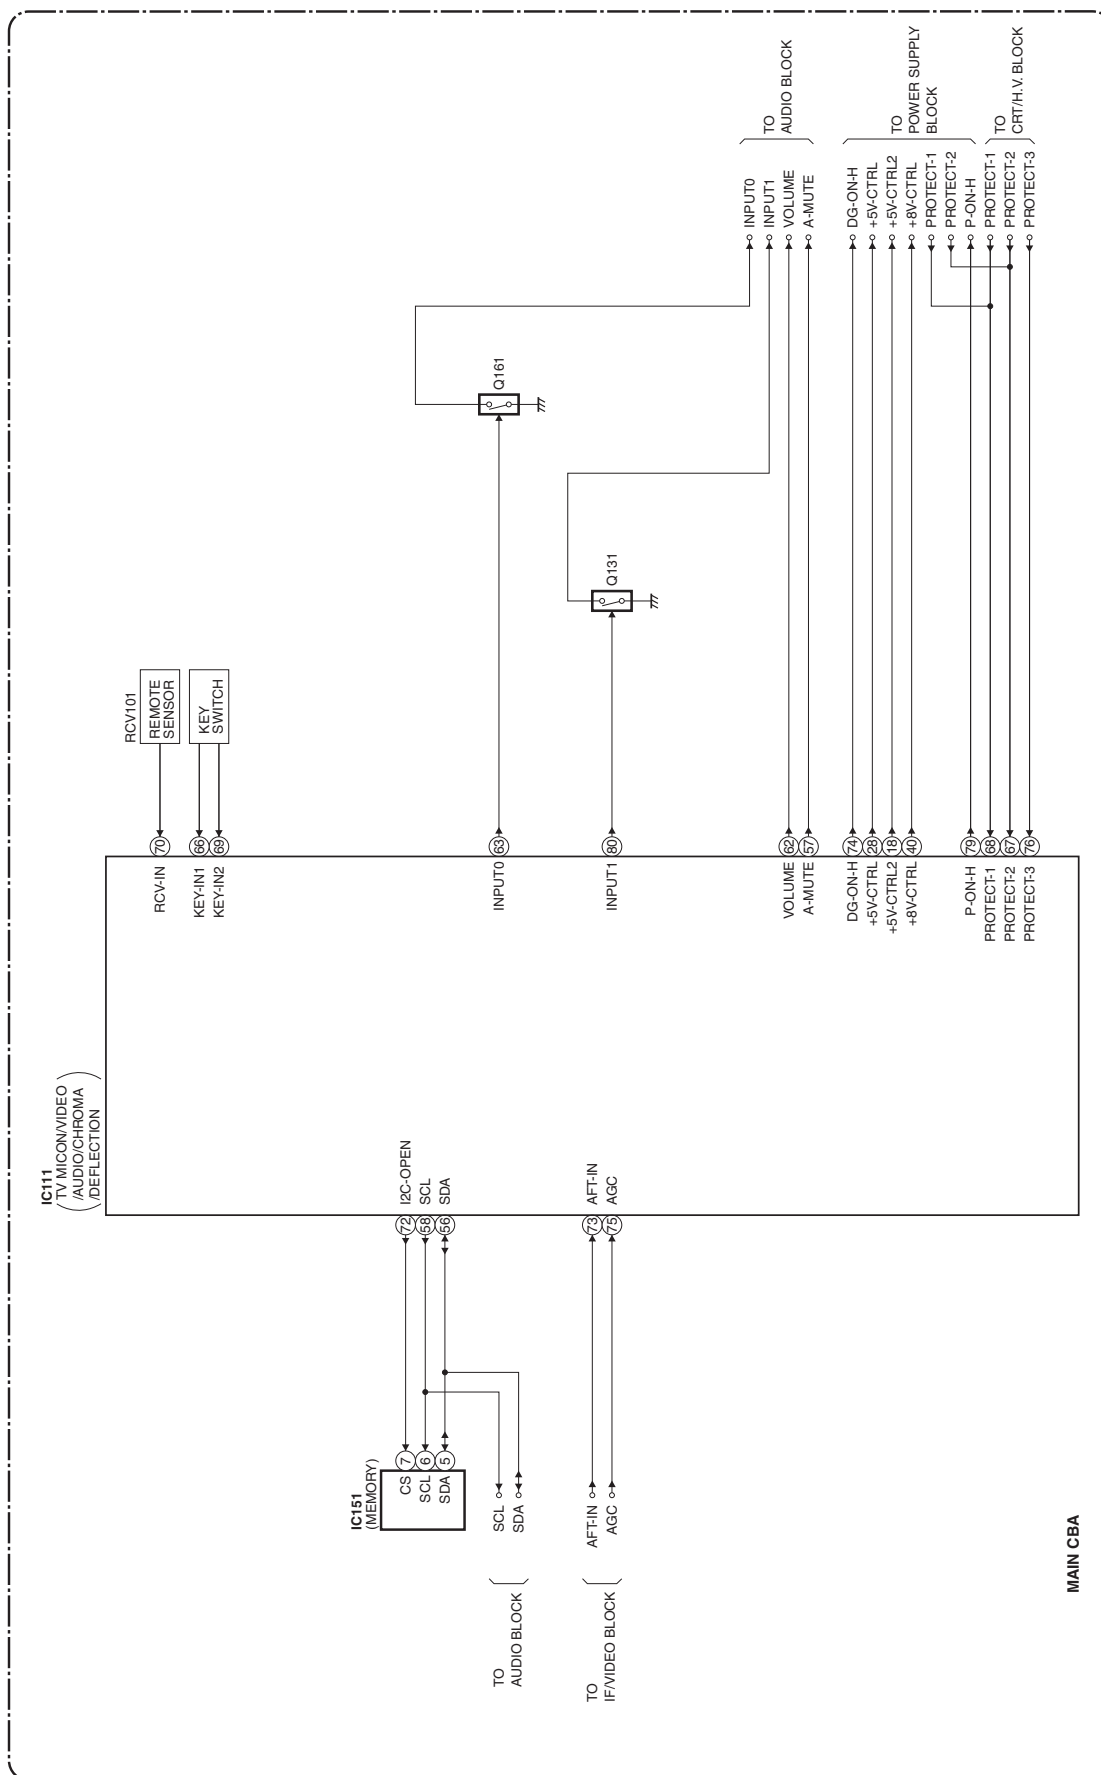 IC111
TV MICON/VIDEO
/AUDIO/CHROMA
/DEFLECTION
IC151
(MEMORY)
CS
SCL
SDA
7
6
5
72
58
56
I2C-OPEN
SCL
SDA
SCL
SDA
TO
AUDIO BLOCK
AFT-IN
AGC
TO
IF/VIDEO BLOCK
73
75
AFT-IN
AGC
RCV-IN
KEY-IN1
KEY-IN2
70
66
69
RCV101
REMOTE
SENSOR
KEY
SWITCH
INPUT0
63
Q161
INPUT1
80
Q131
VOLUME
A-MUTE
62
57
INPUT0
INPUT1
VOLUME
A-MUTE
TO
AUDIO BLOCK
DG-ON-H
+5V-CTRL
+5V-CTRL2
+8V-CTRL
P-ON-H
PROTECT-1
PROTECT-2
PROTECT-3
74
28
18
40
79
68
67
76
DG-ON-H
+5V-CTRL
+5V-CTRL2
+8V-CTRL
PROTECT-1
PROTECT-2
P-ON-H
TO
POWER SUPPLY
BLOCK
PROTECT-1
PROTECT-2
PROTECT-3
TO
CRT/H.V. BLOCK
MAIN CBA